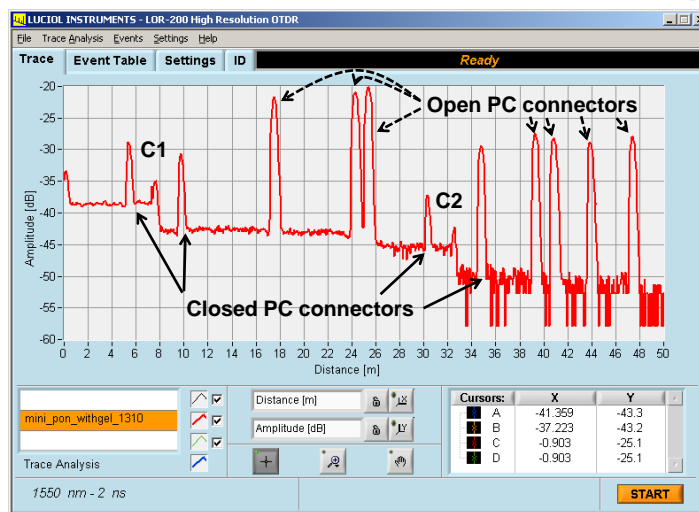 LUCIOL INSTRUMENTS - LOR-200 High Resolution OTDR
File Trace Analysis Events Settings Help
Trace Event Table Settings ID Ready
-20
-25
-30
-35
-40
-45
-50
-55
-60
Amplitude [dB]
Open PC connectors
C1
C2
Closed PC connectors
0 2 4 6 8 10 12 14 16 18 20 22 24 26 28 30 32 34 36 38 40 42 44 46 48 50
Distance [m]
mini_pon_withgel_1310
Trace Analysis
Distance [m]
Amplitude [dB]
Cursors: X Y
A -41.359 -43.3
B -37.223 -43.2
C -0.903 -25.1
D -0.903 -25.1
1550 nm - 2 ns
START